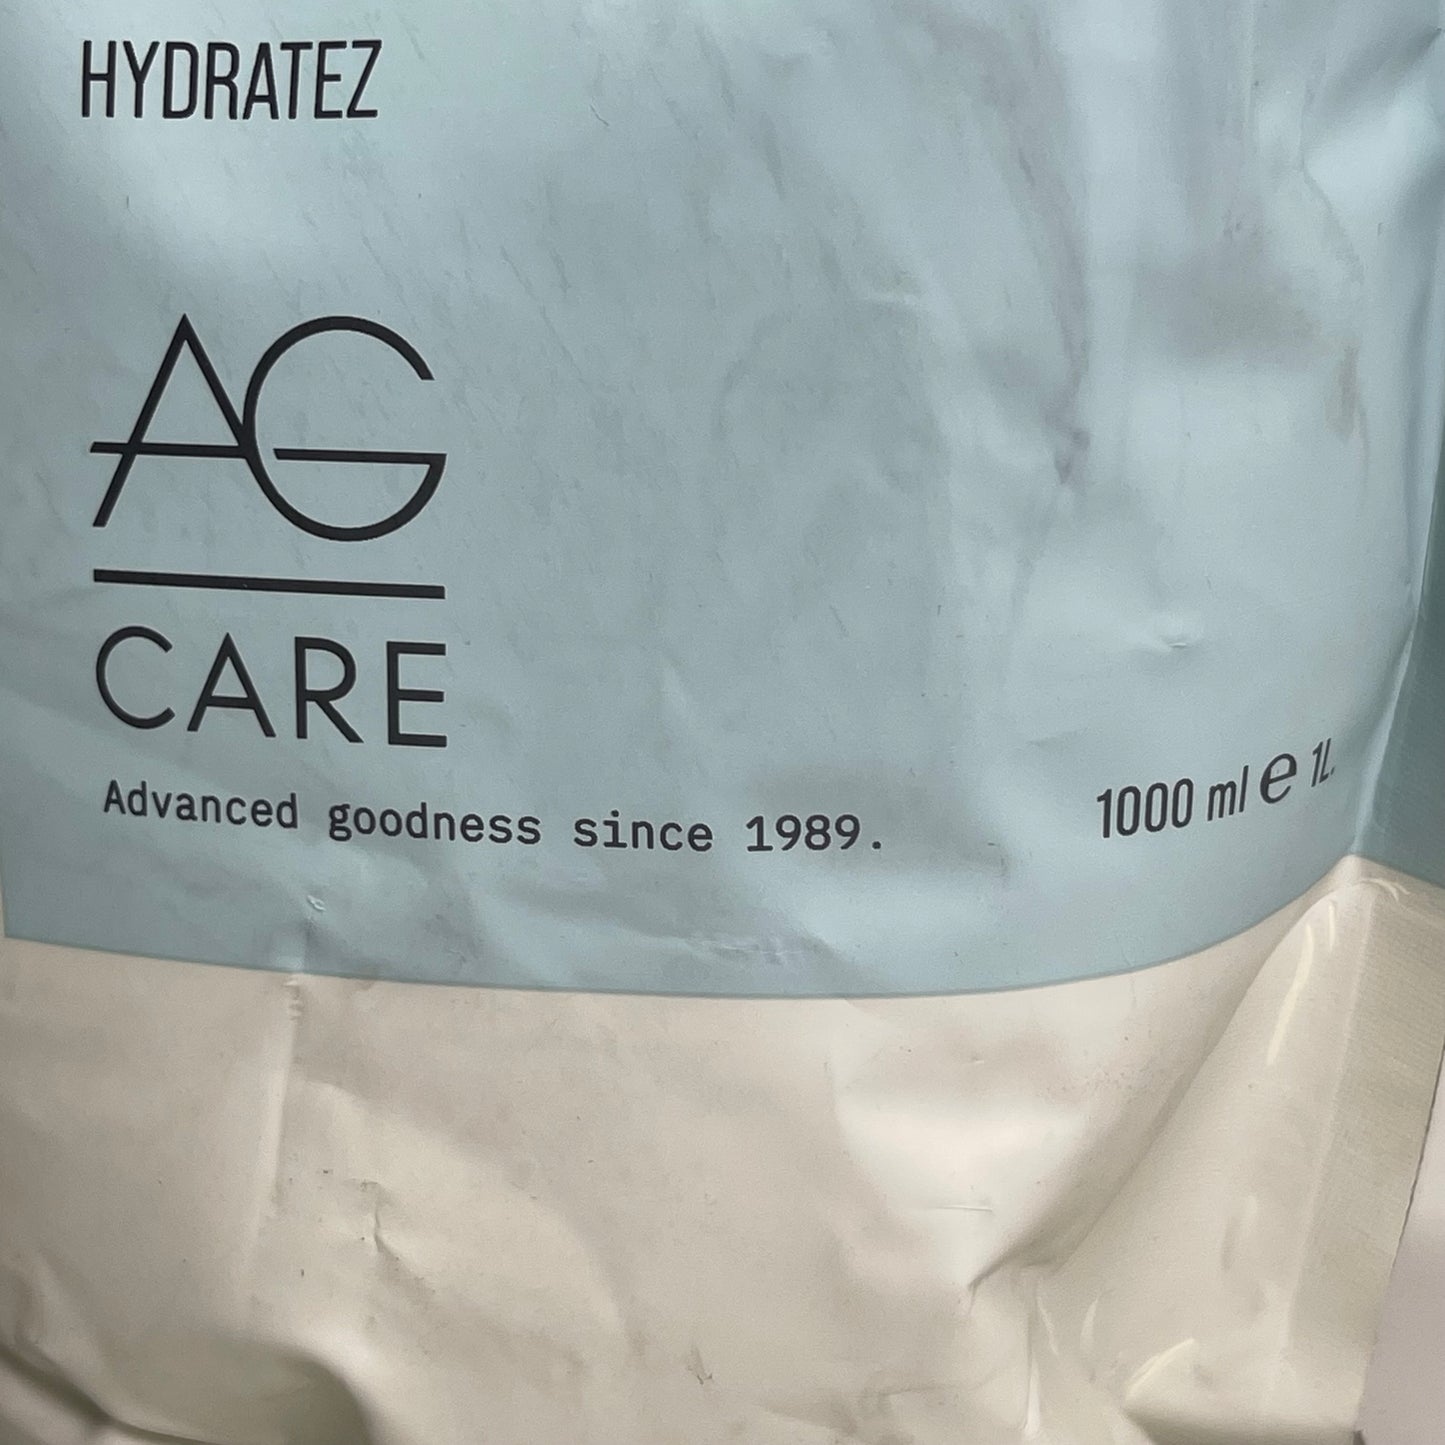 HYDRATEZ
AG
CARE
Advanced goodness since 1989.
1000 ml e 1L.